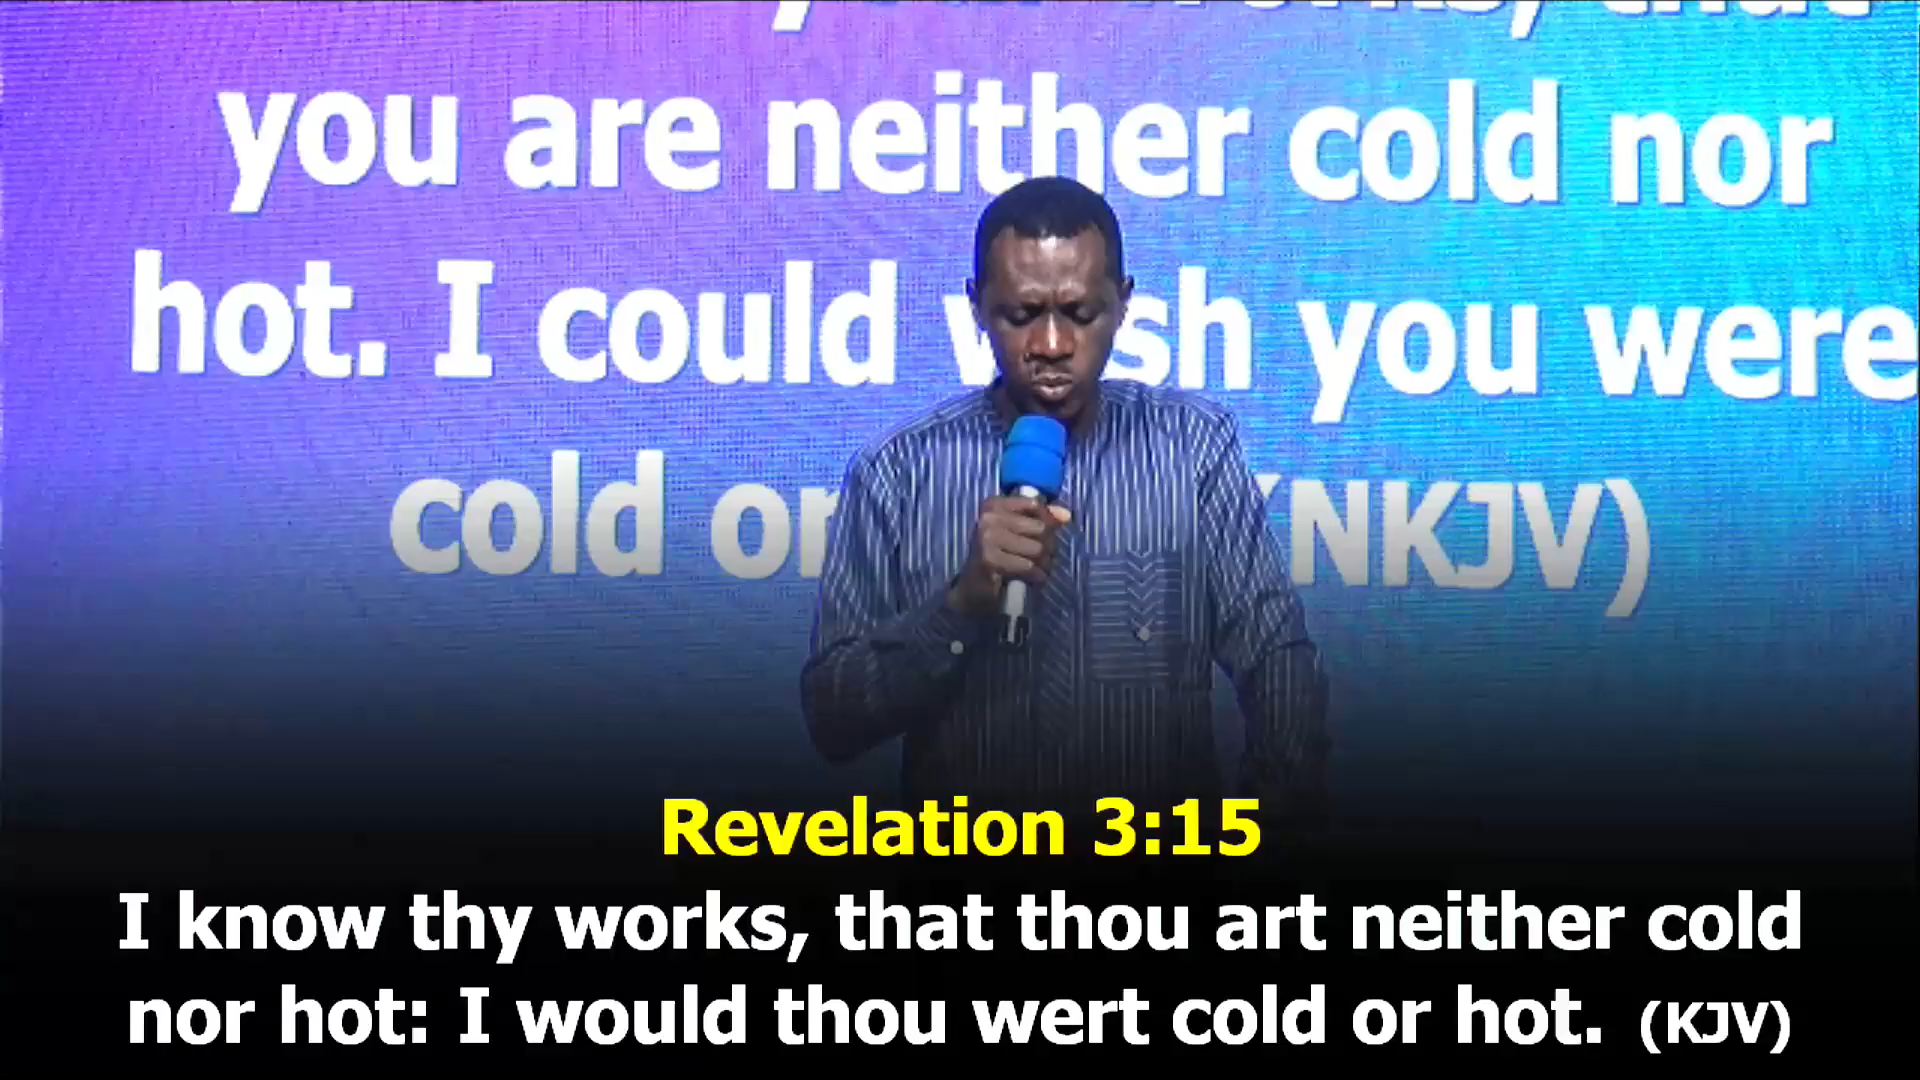 you are neither cold nor
hot. I could wish you were
cold or (NKJV)
Revelation 3:15
I know thy works, that thou art neither cold
nor hot: I would thou wert cold or hot. (KJV)